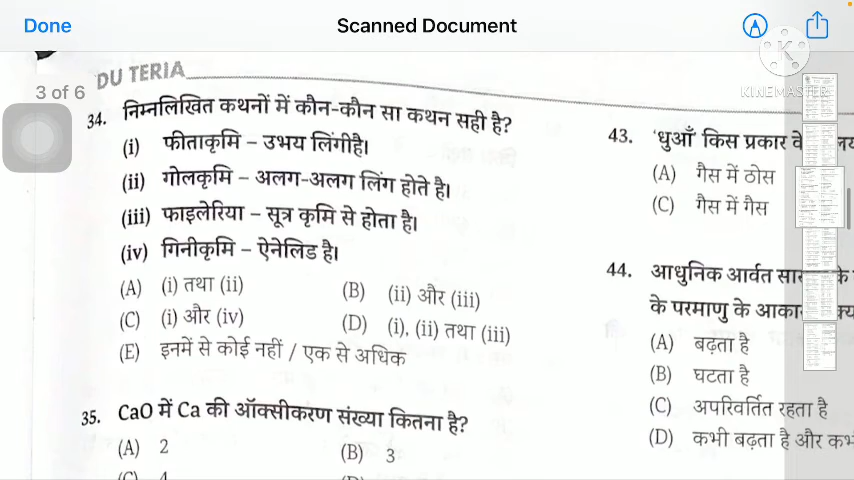 Done
Scanned Document
3 of 6
DU TERIA
KINEMASTER
34. निम्नलिखित कथनों में कौन-कौन सा कथन सही है?
(i) फीताकृमि – उभय लिंगीहै।
(ii) गोलकृमि – अलग-अलग लिंग होते है।
(iii) फाइलेरिया – सूत्र कृमि से होता है।
(iv) गिनीकृमि – ऐनेलिड है।
(A) (i) तथा (ii)
(B) (ii) और (iii)
(C) (i) और (iv)
(D) (i), (ii) तथा (iii)
(E) इनमें से कोई नहीं / एक से अधिक
35. CaO में Ca की ऑक्सीकरण संख्या कितना है?
(A) 2
(B) 3
43. 'धुआँ' किस प्रकार
(A) गैस में ठोस
(C) गैस में गैस
44. आधुनिक आर्वत के
के परमाणु के
(A) बढ़ता है
(B) घटता है
(C) अपरिवर्तित रहता है
(D) कभी बढ़ता है और